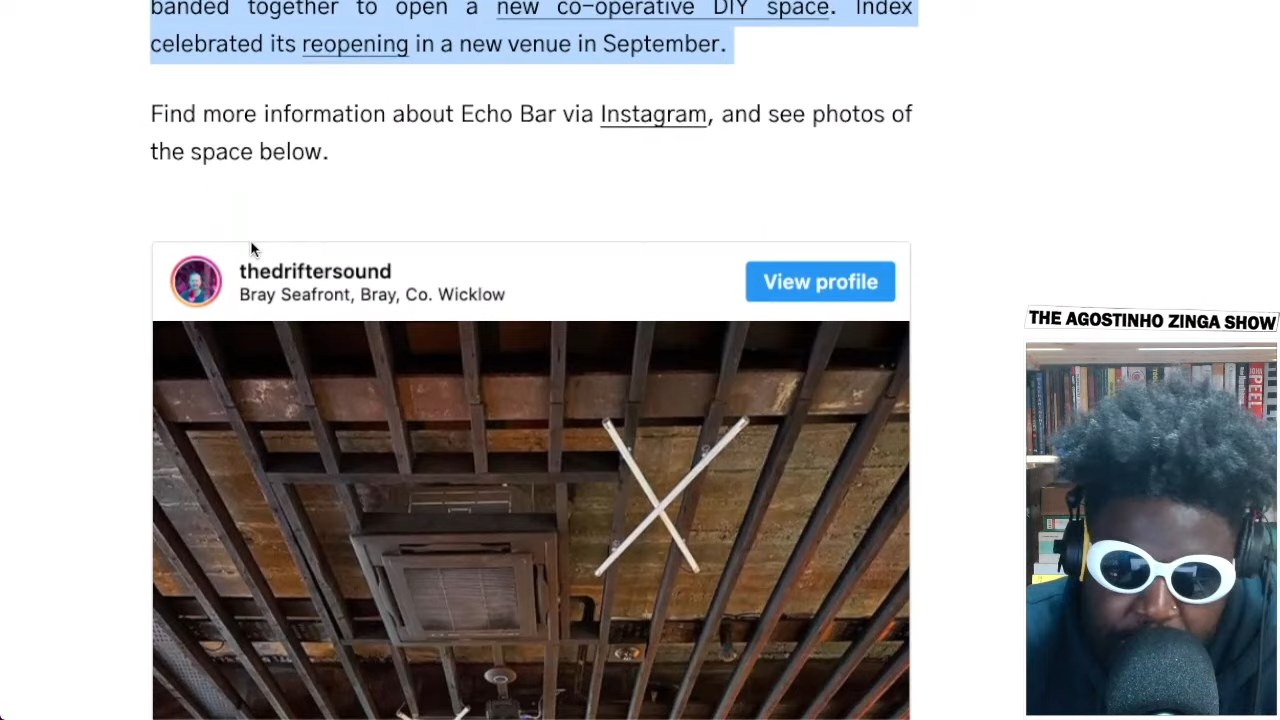 banded together to open a new co-operative DIY space. Index
celebrated its reopening in a new venue in September.
Find more information about Echo Bar via Instagram, and see photos of
the space below.
thedriftersound
Bray Seafront, Bray, Co. Wicklow
View profile
THE AGOSTINHO ZINGA SHOW
JOHN
PEEL